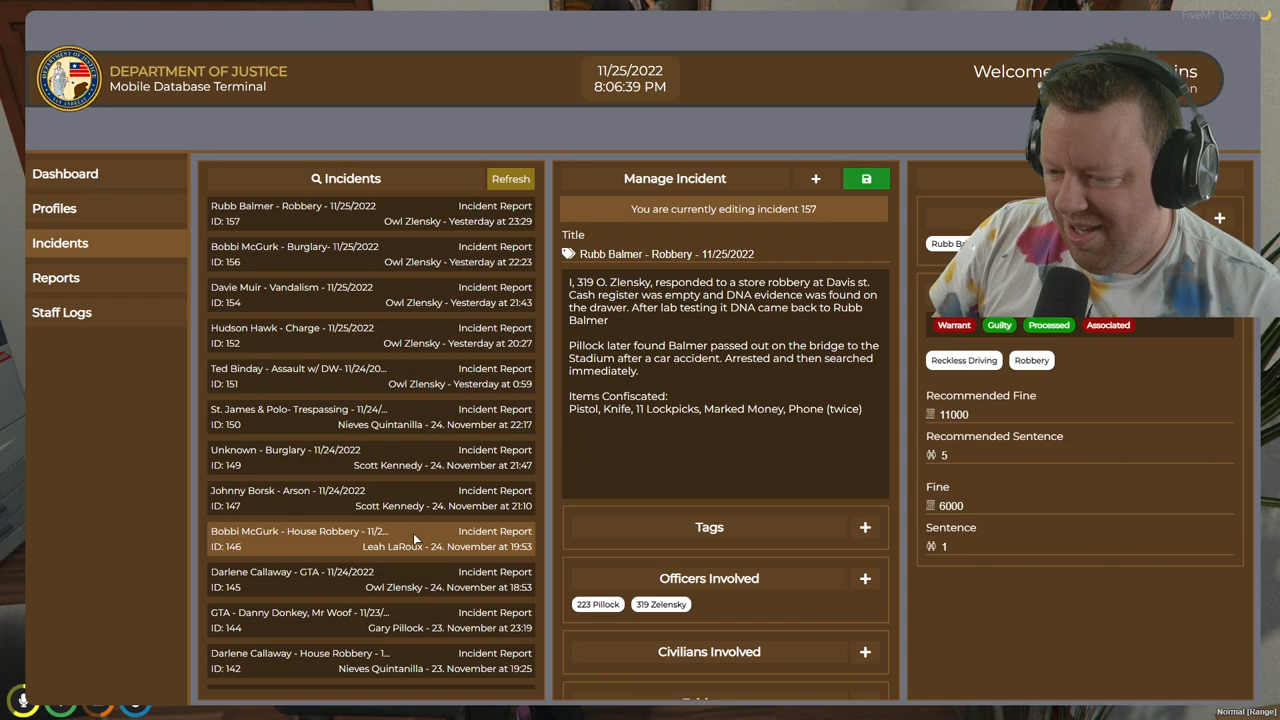 FiveM* (b2699)
DEPARTMENT OF JUSTICE
Mobile Database Terminal
11/25/2022
8:06:39 PM
Welcome
Dashboard
Profiles
Incidents
Reports
Staff Logs
Incidents
Refresh
Rubb Balmer - Robbery - 11/25/2022 Incident Report
ID: 157 Owl Zlensky - Yesterday at 23:29
Bobbi McGurk - Burglary- 11/25/2022 Incident Report
ID: 156 Owl Zlensky - Yesterday at 22:23
Davie Muir - Vandalism - 11/25/2022 Incident Report
ID: 154 Owl Zlensky - Yesterday at 21:43
Hudson Hawk - Charge - 11/25/2022 Incident Report
ID: 152 Owl Zlensky - Yesterday at 20:27
Ted Binday - Assault w/ DW- 11/24/20... Incident Report
ID: 151 Owl Zlensky - Yesterday at 0:59
St. James & Polo- Trespassing - 11/24/... Incident Report
ID: 150 Nieves Quintanilla - 24. November at 22:17
Unknown - Burglary - 11/24/2022 Incident Report
ID: 149 Scott Kennedy - 24. November at 21:47
Johnny Borsk - Arson - 11/24/2022 Incident Report
ID: 147 Scott Kennedy - 24. November at 21:10
Bobbi McGurk - House Robbery - 11/2... Incident Report
ID: 146 Leah LaRoux - 24. November at 19:53
Darlene Callaway - GTA - 11/24/2022 Incident Report
ID: 145 Owl Zlensky - 24. November at 18:53
GTA - Danny Donkey, Mr Woof - 11/23/... Incident Report
ID: 144 Gary Pillock - 23. November at 23:19
Darlene Callaway - House Robbery - 1... Incident Report
ID: 142 Nieves Quintanilla - 23. November at 19:25
Manage Incident
You are currently editing incident 157
Title
Rubb Balmer - Robbery - 11/25/2022
I, 319 O. Zlensky, responded to a store robbery at Davis st.
Cash register was empty and DNA evidence was found on
the drawer. After lab testing it DNA came back to Rubb
Balmer
Pillock later found Balmer passed out on the bridge to the
Stadium after a car accident. Arrested and then searched
immediately.
Items Confiscated:
Pistol, Knife, 11 Lockpicks, Marked Money, Phone (twice)
Tags
Officers Involved
223 Pillock 319 Zelensky
Civilians Involved
Rubb
Warrant Guilty Processed Associated
Reckless Driving Robbery
Recommended Fine
11000
Recommended Sentence
5
Fine
6000
Sentence
1
Normal [Range]